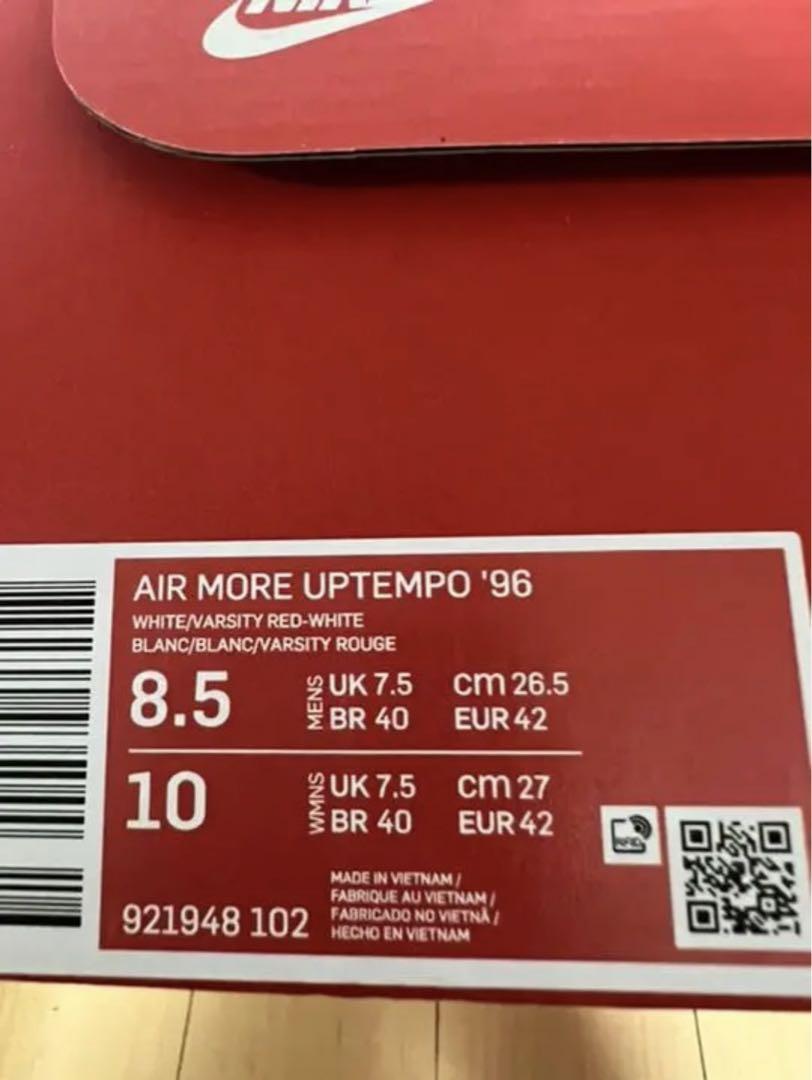 AIR MORE UPTEMPO '96
WHITE/VARSITY RED-WHITE
BLANC/BLANC/VARSITY ROUGE
8.5 MENS UK 7.5 cm 26.5
BR 40 EUR 42
10 WMNS UK 7.5 cm 27
BR 40 EUR 42
RFID
MADE IN VIETNAM /
FABRIQUE AU VIETNAM /
FABRICADO NO VIETNÃ /
HECHO EN VIETNAM
921948 102